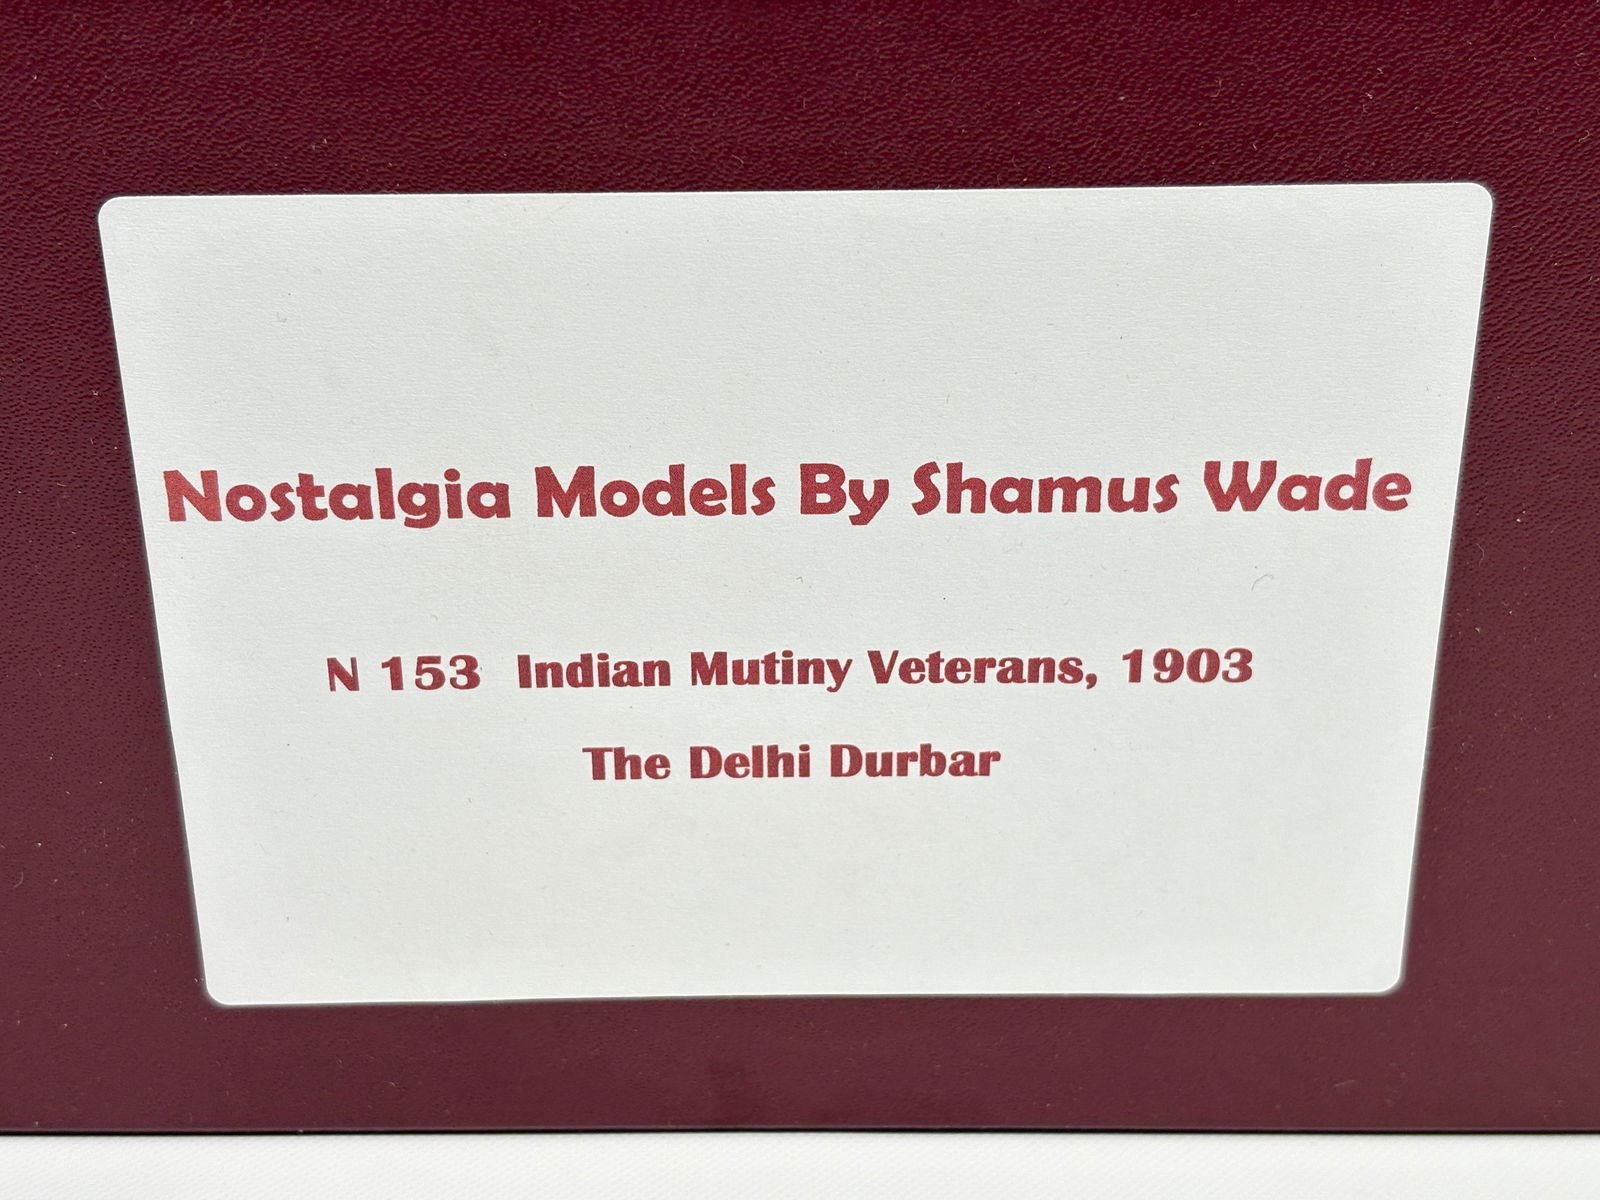 Nostalgia Models By Shamus Wade
N 153 Indian Mutiny Veterans, 1903
The Delhi Durbar